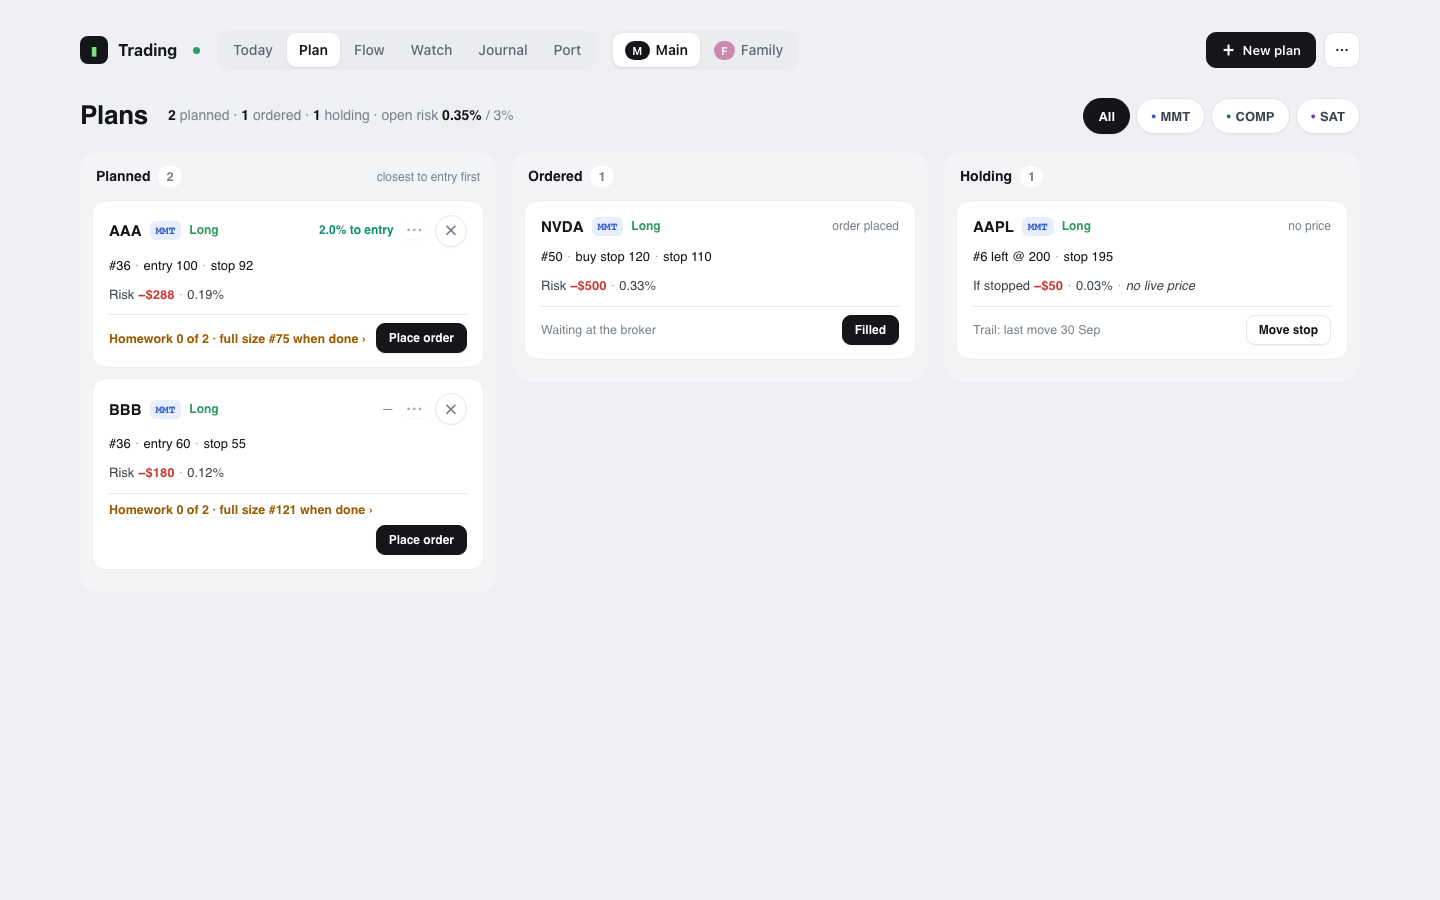 Trading Today Plan Flow Watch Journal Port M Main F Family + New plan ...
Plans 2 planned · 1 ordered · 1 holding · open risk 0.35% / 3% All • MMT • COMP • SAT
Planned 2 closest to entry first
AAA MMT Long 2.0% to entry ... ✕
#36 · entry 100 · stop 92
Risk –$288 · 0.19%
Homework 0 of 2 · full size #75 when done › Place order
BBB MMT Long – ... ✕
#36 · entry 60 · stop 55
Risk –$180 · 0.12%
Homework 0 of 2 · full size #121 when done ›
Place order
Ordered 1
NVDA MMT Long order placed
#50 · buy stop 120 · stop 110
Risk –$500 · 0.33%
Waiting at the broker Filled
Holding 1
AAPL MMT Long no price
#6 left @ 200 · stop 195
If stopped –$50 · 0.03% · no live price
Trail: last move 30 Sep Move stop